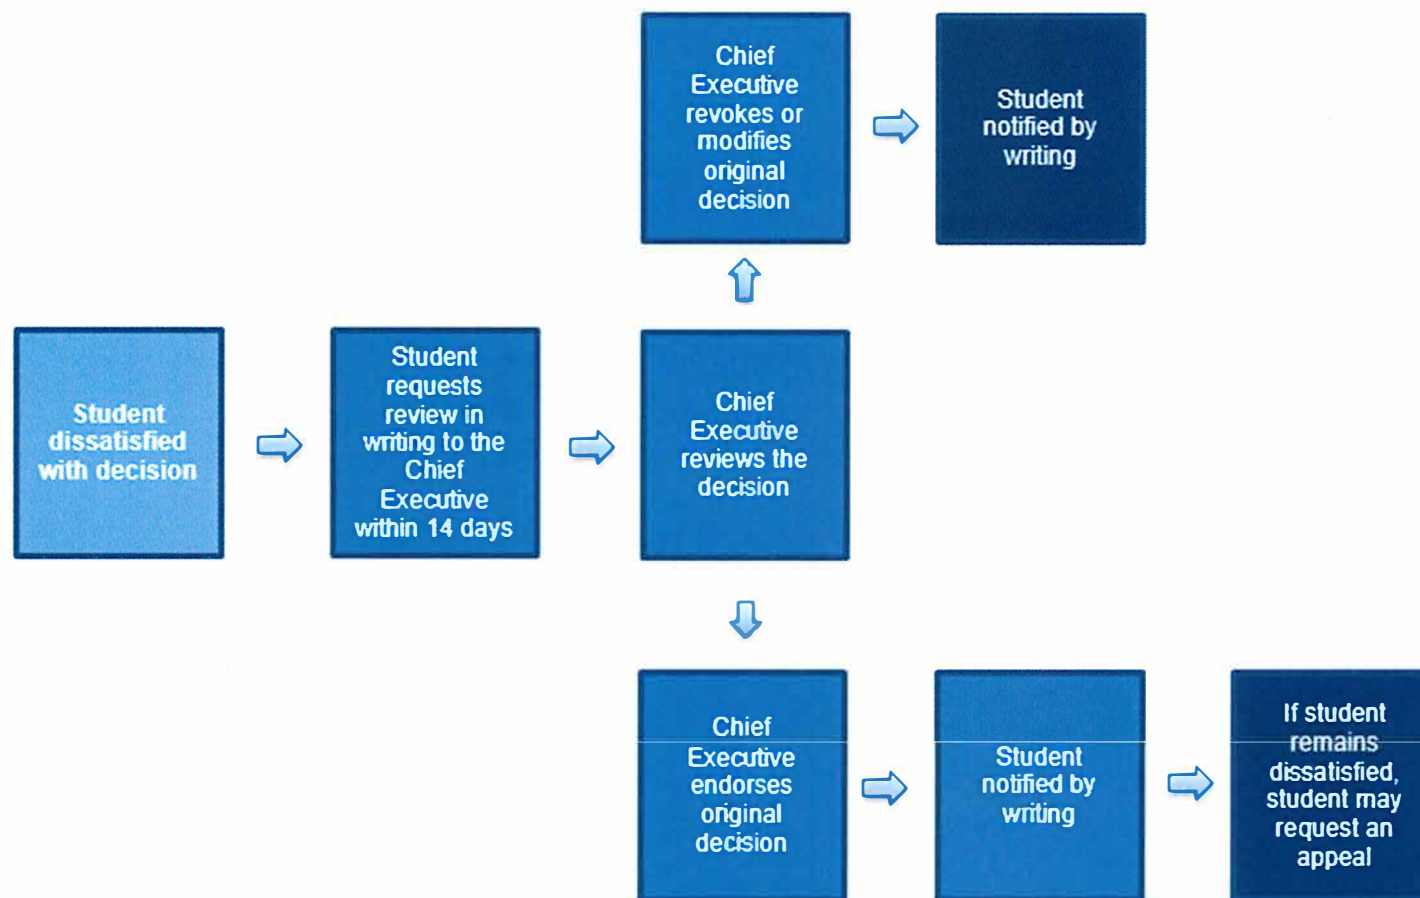 Chief
Executive
revokes or
modifies
original
decision
Student
notified by
writing
Student
dissatisfied
with decision
Student
requests
review in
writing to the
Chief
Executive
within 14 days
Chief
Executive
reviews the
decision
Chief
Executive
endorses
original
decision
Student
notified by
writing
If student
remains
dissatisfied,
student may
request an
appeal